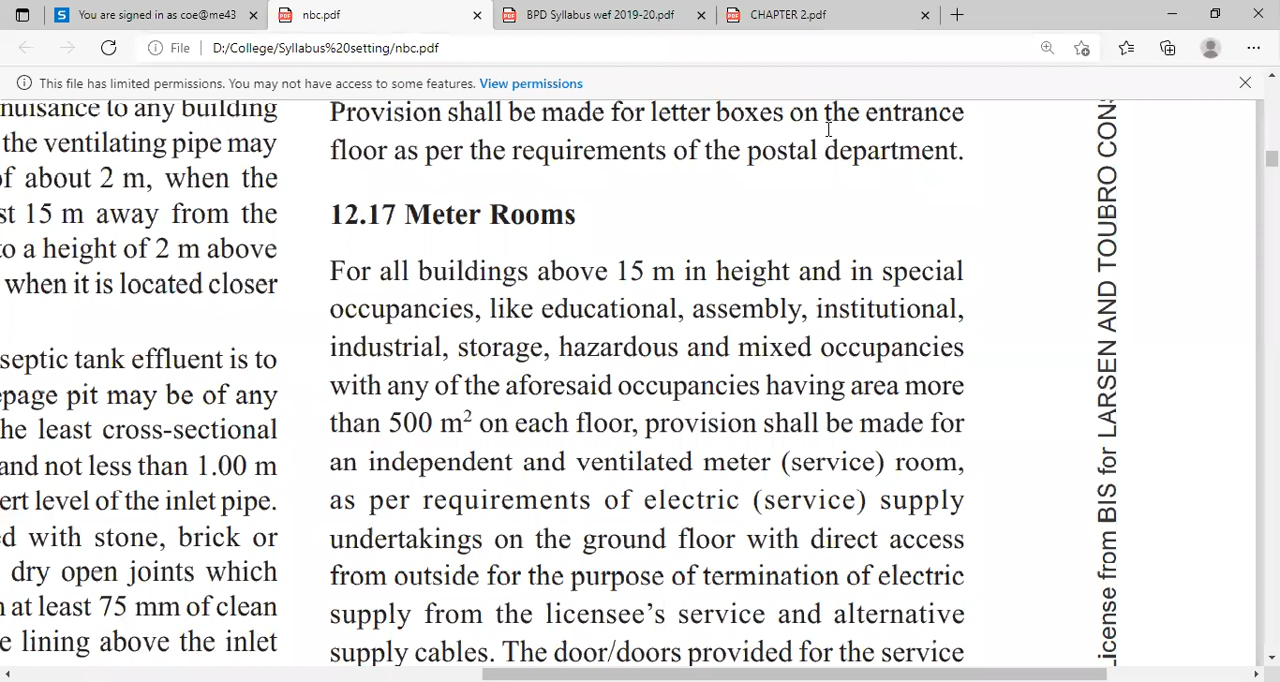 You are signed in as coe@me43
nbc.pdf
BPD Syllabus wef 2019-20.pdf
CHAPTER 2.pdf
File
D:/College/Syllabus%20setting/nbc.pdf
This file has limited permissions. You may not have access to some features. View permissions
nuisance to any building
the ventilating pipe may
of about 2 m, when the
st 15 m away from the
to a height of 2 m above
when it is located closer
septic tank effluent is to
epage pit may be of any
he least cross-sectional
and not less than 1.00 m
ert level of the inlet pipe.
ed with stone, brick or
dry open joints which
n at least 75 mm of clean
e lining above the inlet
Provision shall be made for letter boxes on the entrance
floor as per the requirements of the postal department.
12.17 Meter Rooms
For all buildings above 15 m in height and in special
occupancies, like educational, assembly, institutional,
industrial, storage, hazardous and mixed occupancies
with any of the aforesaid occupancies having area more
than 500 m² on each floor, provision shall be made for
an independent and ventilated meter (service) room,
as per requirements of electric (service) supply
undertakings on the ground floor with direct access
from outside for the purpose of termination of electric
supply from the licensee's service and alternative
supply cables. The door/doors provided for the service
License from BIS for LARSEN AND TOUBRO CONS